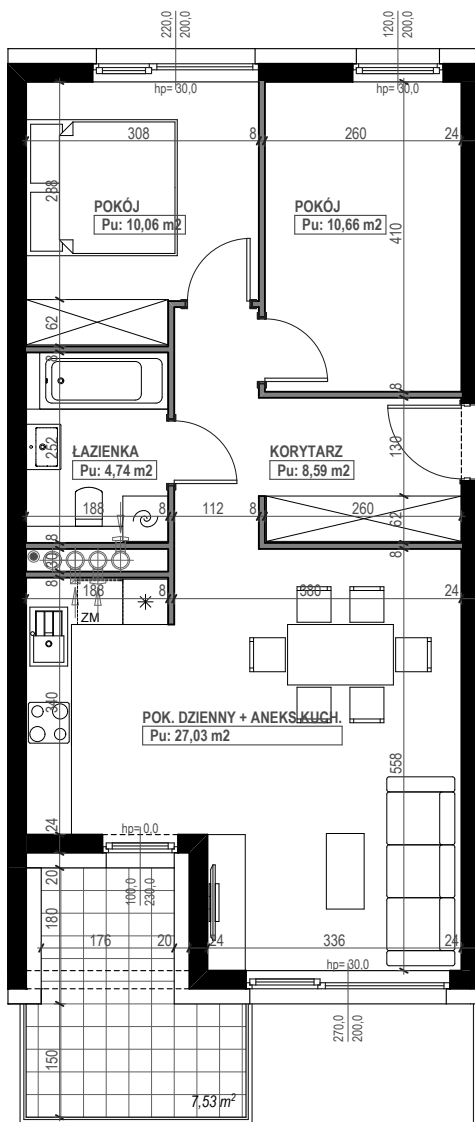 220,0
200,0
120,0
200,0
hp= 30,0
hp= 30,0
308
8
260
24
POKÓJ
Pu: 10,06 m2
POKÓJ
Pu: 10,66 m2
288
410
62
8
8
ŁAZIENKA
Pu: 4,74 m2
KORYTARZ
Pu: 8,59 m2
252
130
188
8
112
8
260
62
8
30
8
8
188
8
380
24
ZM
340
POK. DZIENNY + ANEKS KUCH.
Pu: 27,03 m2
558
24
hp= 0,0
20
100,0
230,0
180
176
20
24
336
24
hp= 30,0
270,0
200,0
150
7,53 m²